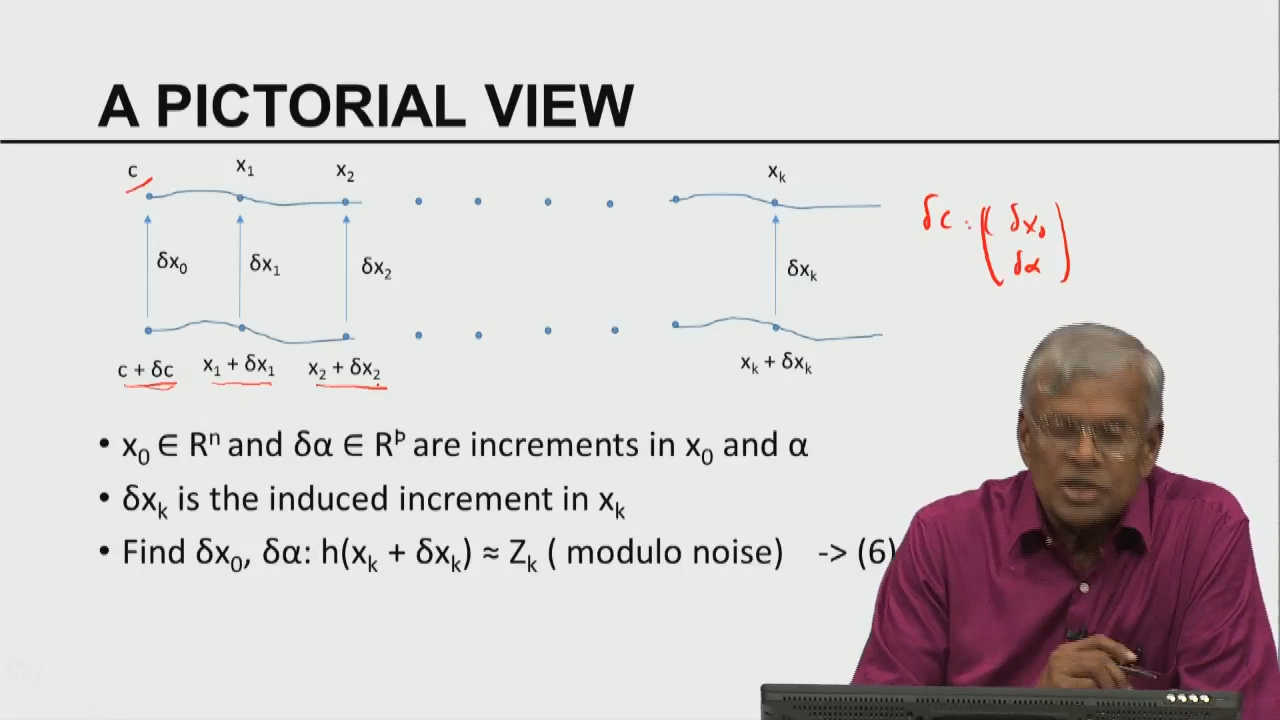 A PICTORIAL VIEW
c x₁ x₂ xₖ
δx₀ δx₁ δx₂ δxₖ
c + δc x₁ + δx₁ x₂ + δx₂ xₖ + δxₖ
δc : ( δx₀
δα )
• x₀ ∈ Rⁿ and δα ∈ Rᵖ are increments in x₀ and α
• δxₖ is the induced increment in xₖ
• Find δx₀, δα: h(xₖ + δxₖ) ≈ Zₖ ( modulo noise) -> (6)